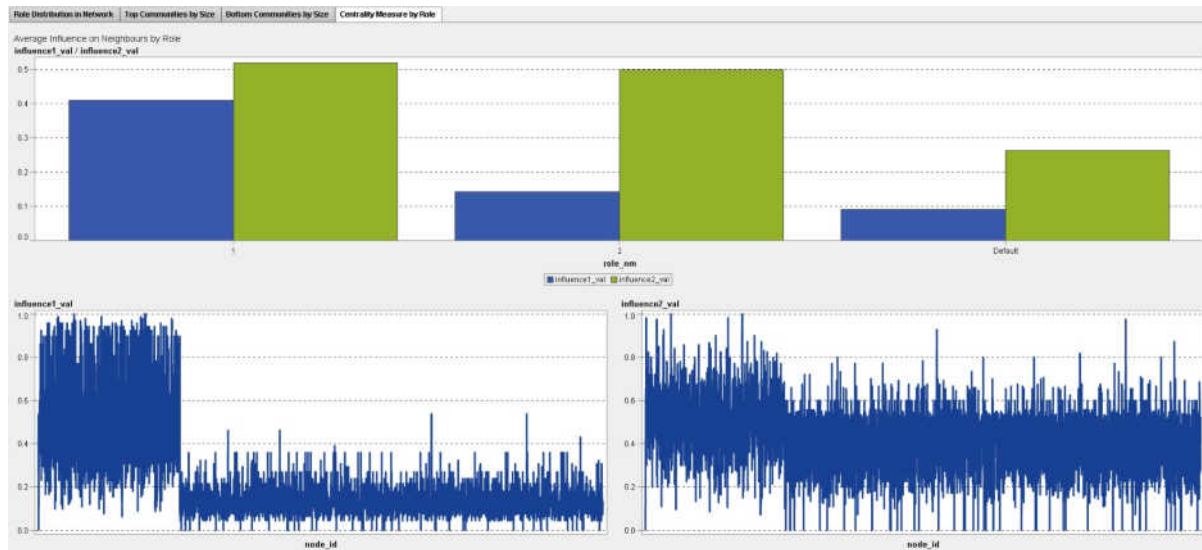 Role Distribution in Network Top Communities by Size Bottom Communities by Size Centrality Measure by Role
Average Influence on Neighbours by Role
influence1_val / influence2_val
0.5
0.4
0.3
0.2
0.1
0.0
1 2 Default
role_nm
influence1_val influence2_val
influence1_val
1.0
0.8
0.6
0.4
0.2
0.0
node_id
influence2_val
1.0
0.8
0.6
0.4
0.2
0.0
node_id